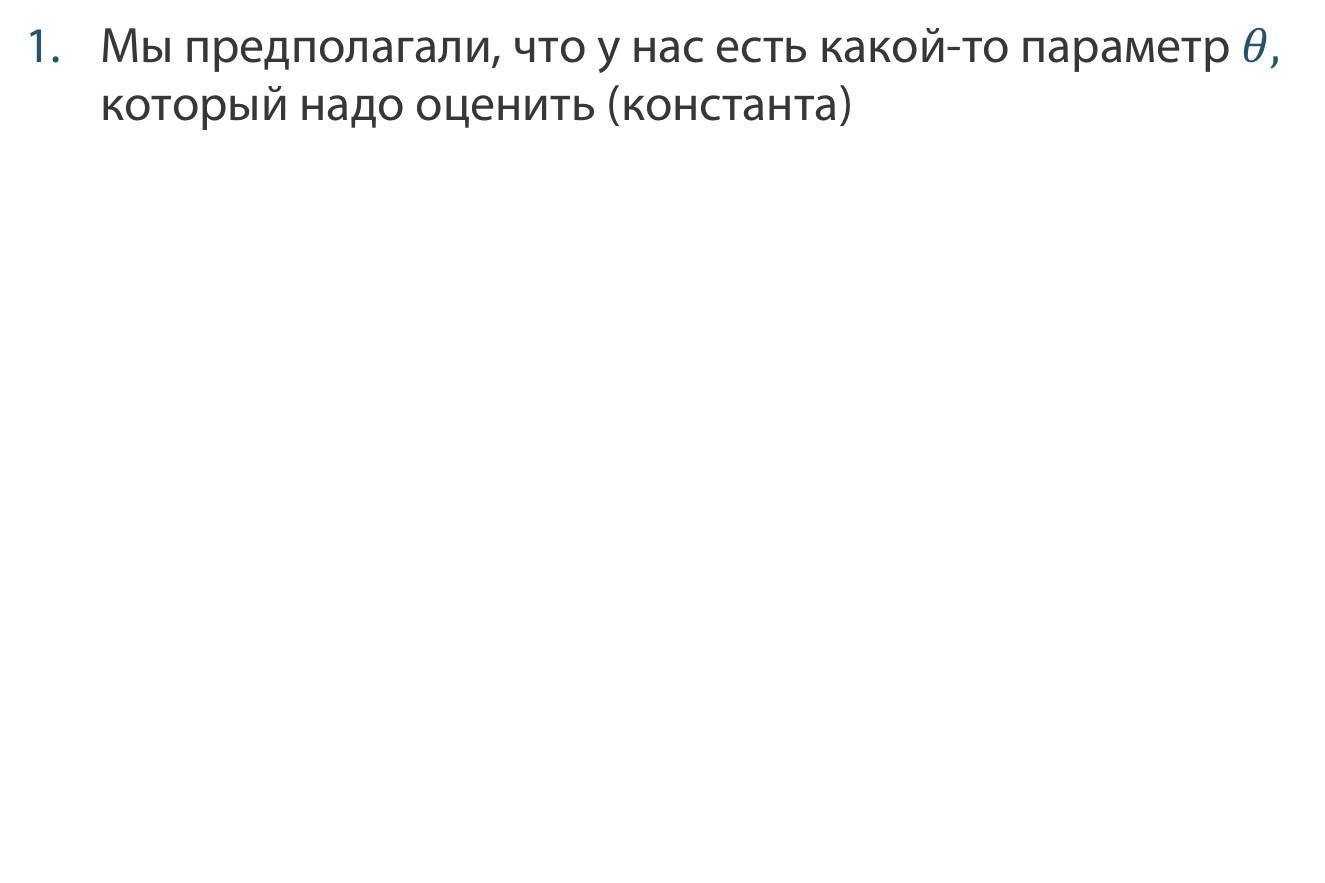 1. Мы предполагали, что у нас есть какой-то параметр θ,
который надо оценить (константа)